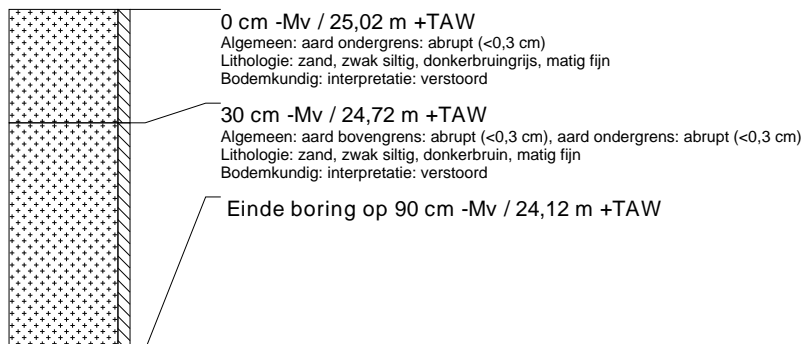 0 cm -Mv / 25,02 m +TAW
Algemeen: aard ondergrens: abrupt (<0,3 cm)
Lithologie: zand, zwak siltig, donkerbruingrijs, matig fijn
Bodemkundig: interpretatie: verstoord
30 cm -Mv / 24,72 m +TAW
Algemeen: aard bovengrens: abrupt (<0,3 cm), aard ondergrens: abrupt (<0,3 cm)
Lithologie: zand, zwak siltig, donkerbruin, matig fijn
Bodemkundig: interpretatie: verstoord
Einde boring op 90 cm -Mv / 24,12 m +TAW